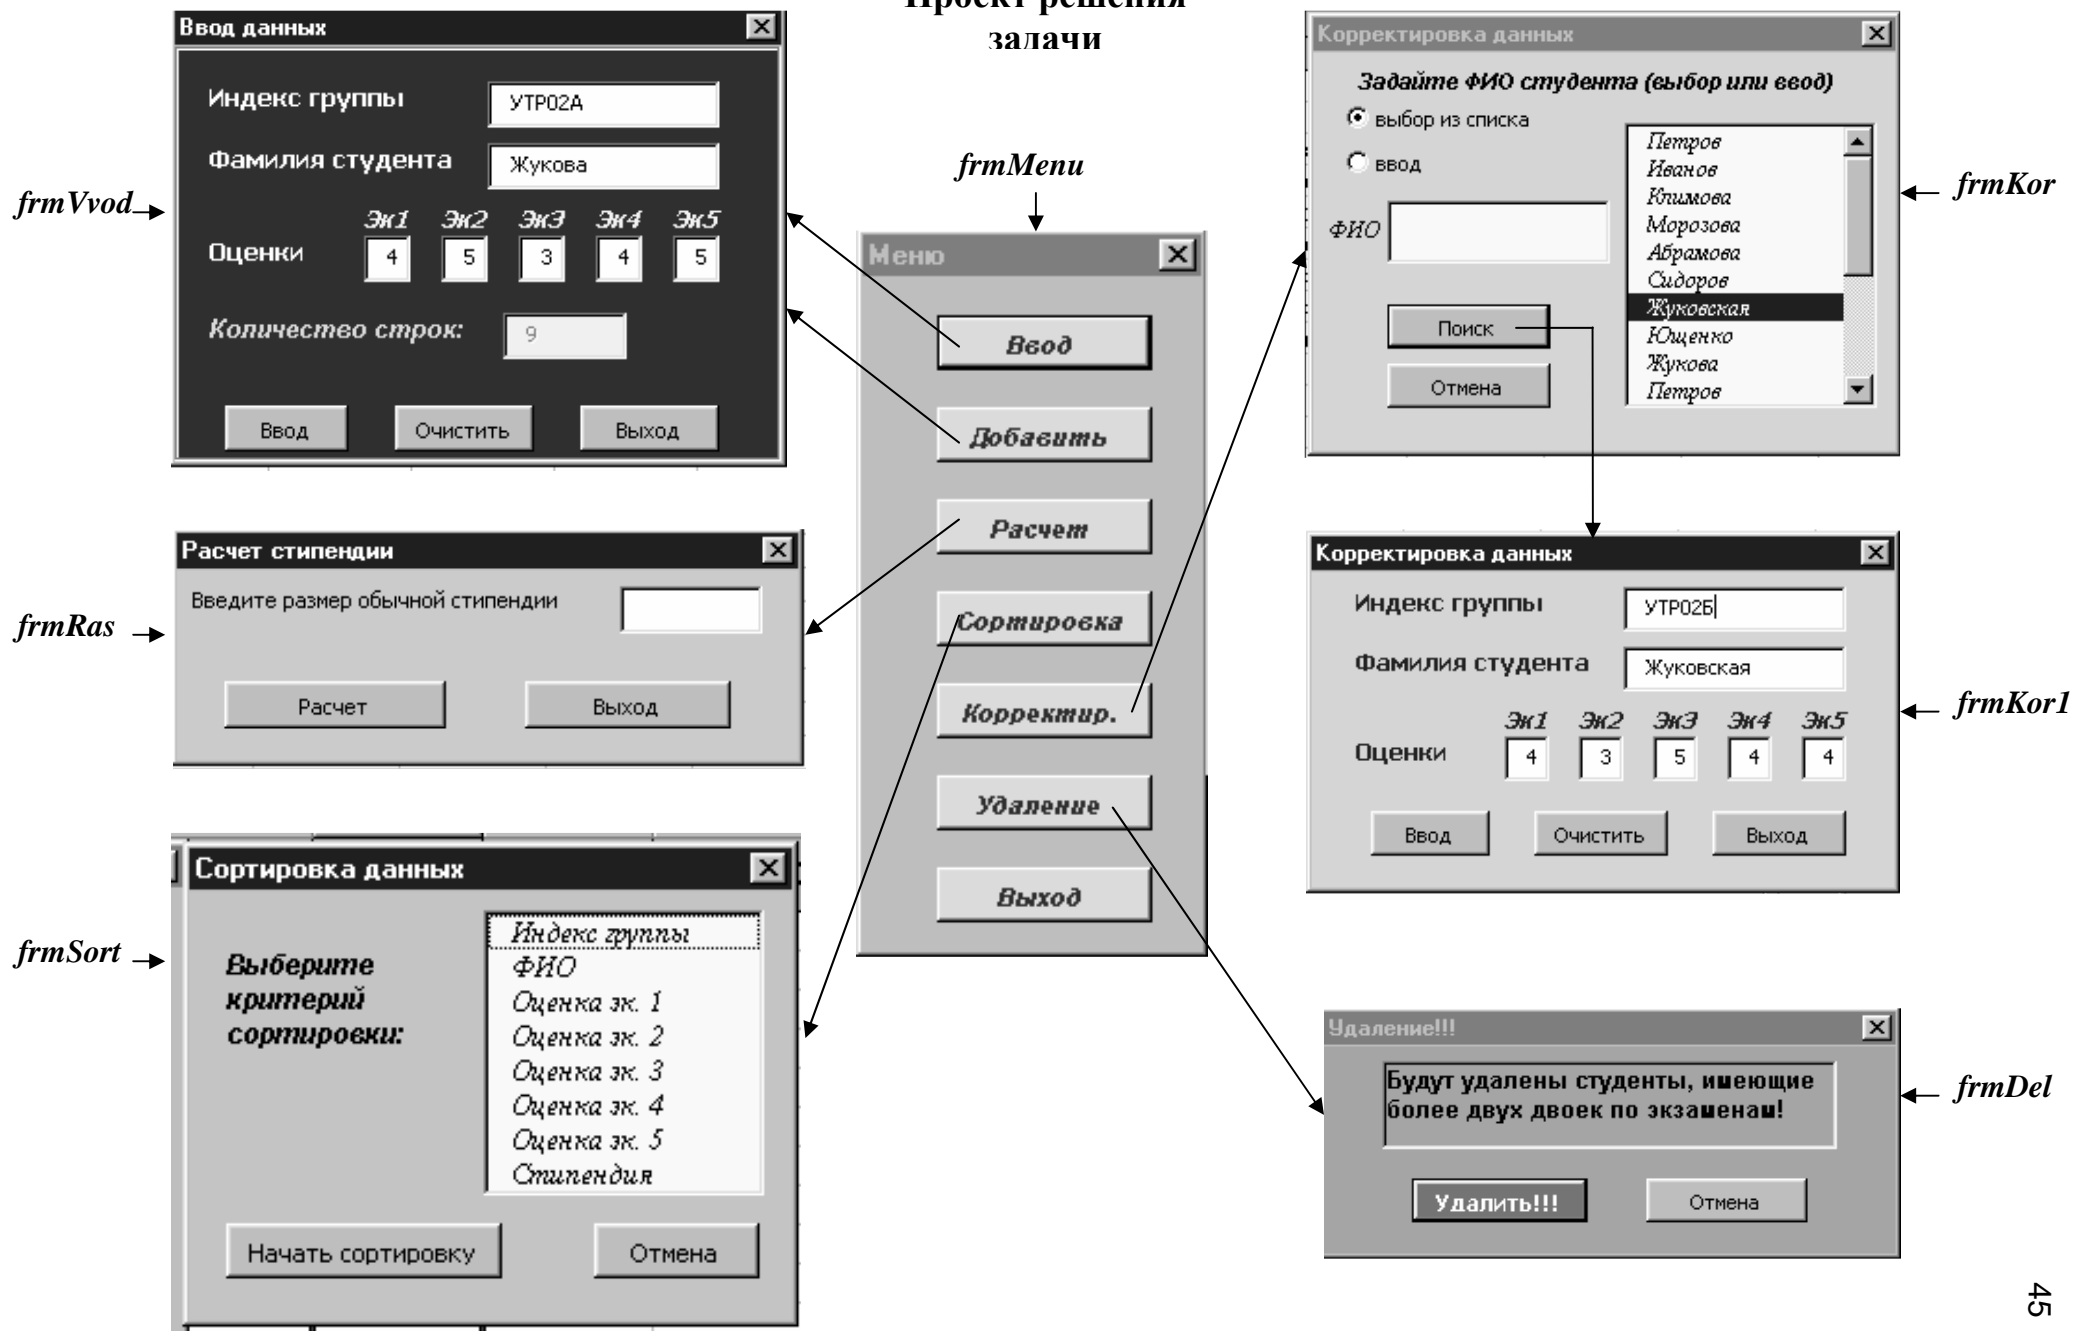 Проект решения
задачи
frmVvod
Ввод данных
Индекс группы
УТР02А
Фамилия студента
Жукова
Эк1 Эк2 Эк3 Эк4 Эк5
Оценки
4 5 3 4 5
Количество строк:
9
Ввод Очистить Выход
frmRas
Расчет стипендии
Введите размер обычной стипендии
Расчет Выход
frmSort
Сортировка данных
Выберите
критерий
сортировки:
Индекс группы
ФИО
Оценка эк. 1
Оценка эк. 2
Оценка эк. 3
Оценка эк. 4
Оценка эк. 5
Стипендия
Начать сортировку Отмена
frmMenu
Меню
Ввод
Добавить
Расчет
Сортировка
Корректир.
Удаление
Выход
frmKor
Корректировка данных
Задайте ФИО студента (выбор или ввод)
выбор из списка
ввод
ФИО
Петров
Иванов
Климова
Морозова
Абрамова
Сидоров
Жуковская
Ющенко
Жукова
Петров
Поиск
Отмена
frmKor1
Корректировка данных
Индекс группы
УТР02Б
Фамилия студента
Жуковская
Эк1 Эк2 Эк3 Эк4 Эк5
Оценки
4 3 5 4 4
Ввод Очистить Выход
frmDel
Удаление!!!
Будут удалены студенты, имеющие
более двух двоек по экзаменам!
Удалить!!! Отмена
45